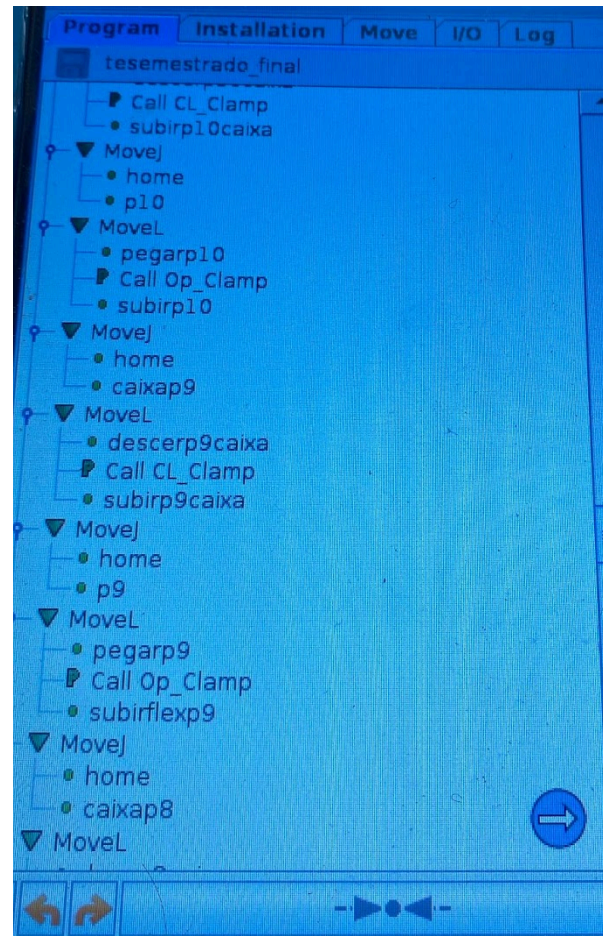 Program Installation Move I/O Log
tesemestrado_final
Call CL_Clamp
subirp10caixa
MoveJ
home
p10
MoveL
pegarp10
Call Op_Clamp
subirp10
MoveJ
home
caixap9
MoveL
descerp9caixa
Call CL_Clamp
subirp9caixa
MoveJ
home
p9
MoveL
pegarp9
Call Op_Clamp
subirflexp9
MoveJ
home
caixap8
MoveL